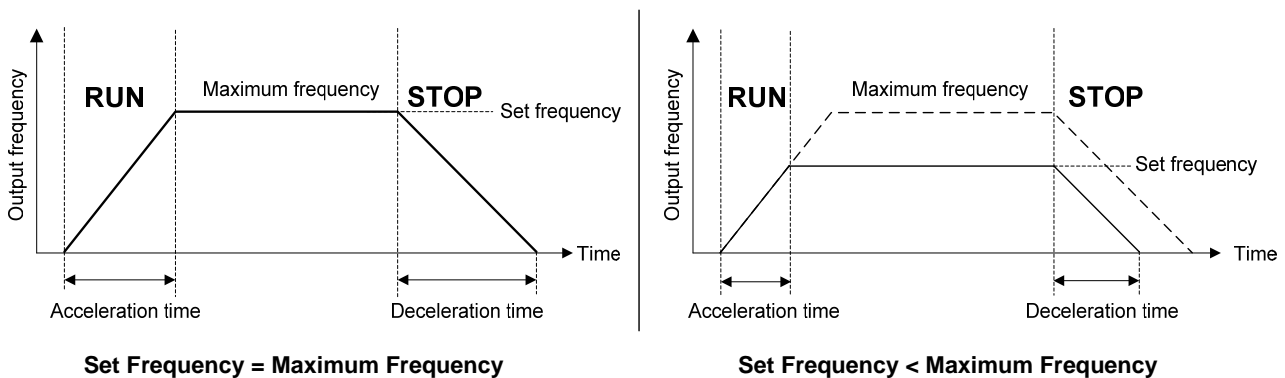 Output frequency
RUN
Maximum frequency
STOP
Set frequency
Time
Acceleration time
Deceleration time
Set Frequency = Maximum Frequency
Output frequency
RUN
Maximum frequency
STOP
Set frequency
Time
Acceleration time
Deceleration time
Set Frequency < Maximum Frequency